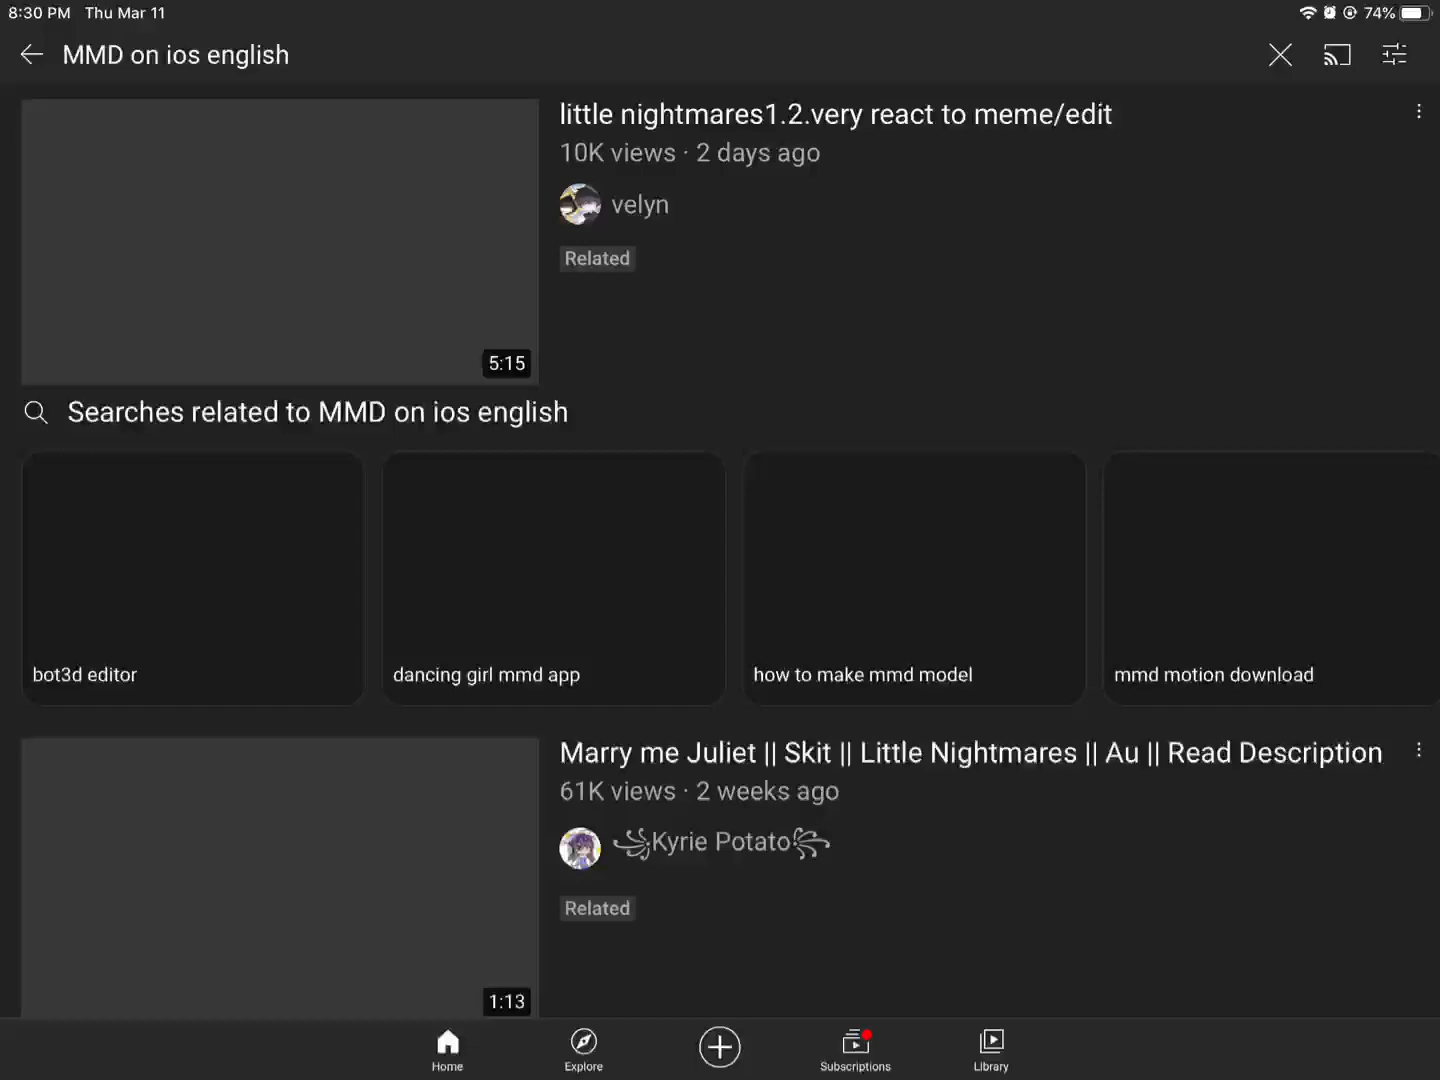 8:30 PM Thu Mar 11
74%
MMD on ios english
little nightmares1.2.very react to meme/edit
10K views · 2 days ago
velyn
Related
5:15
Searches related to MMD on ios english
bot3d editor
dancing girl mmd app
how to make mmd model
mmd motion download
Marry me Juliet || Skit || Little Nightmares || Au || Read Description
61K views · 2 weeks ago
꧁Kyrie Potato꧂
Related
1:13
Home
Explore
Subscriptions
Library